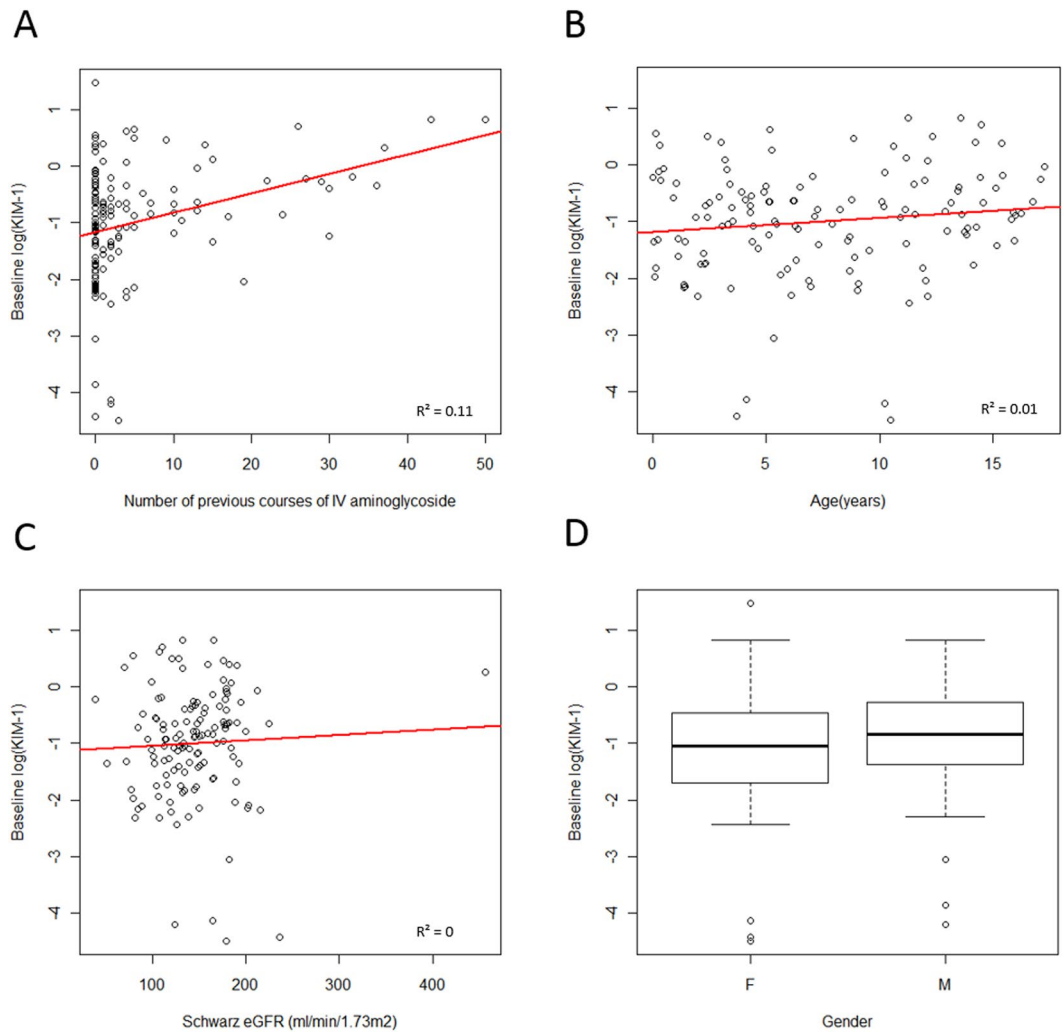 A
B
Baseline log(KIM-1)
1
0
-1
-2
-3
-4
R² = 0.11
0
10
20
30
40
50
Number of previous courses of IV aminoglycoside
Baseline log(KIM-1)
1
0
-1
-2
-3
-4
R² = 0.01
0
5
10
15
Age(years)
C
D
Baseline log(KIM-1)
1
0
-1
-2
-3
-4
R² = 0
100
200
300
400
Schwarz eGFR (ml/min/1.73m2)
Baseline log(KIM-1)
1
0
-1
-2
-3
-4
F
M
Gender